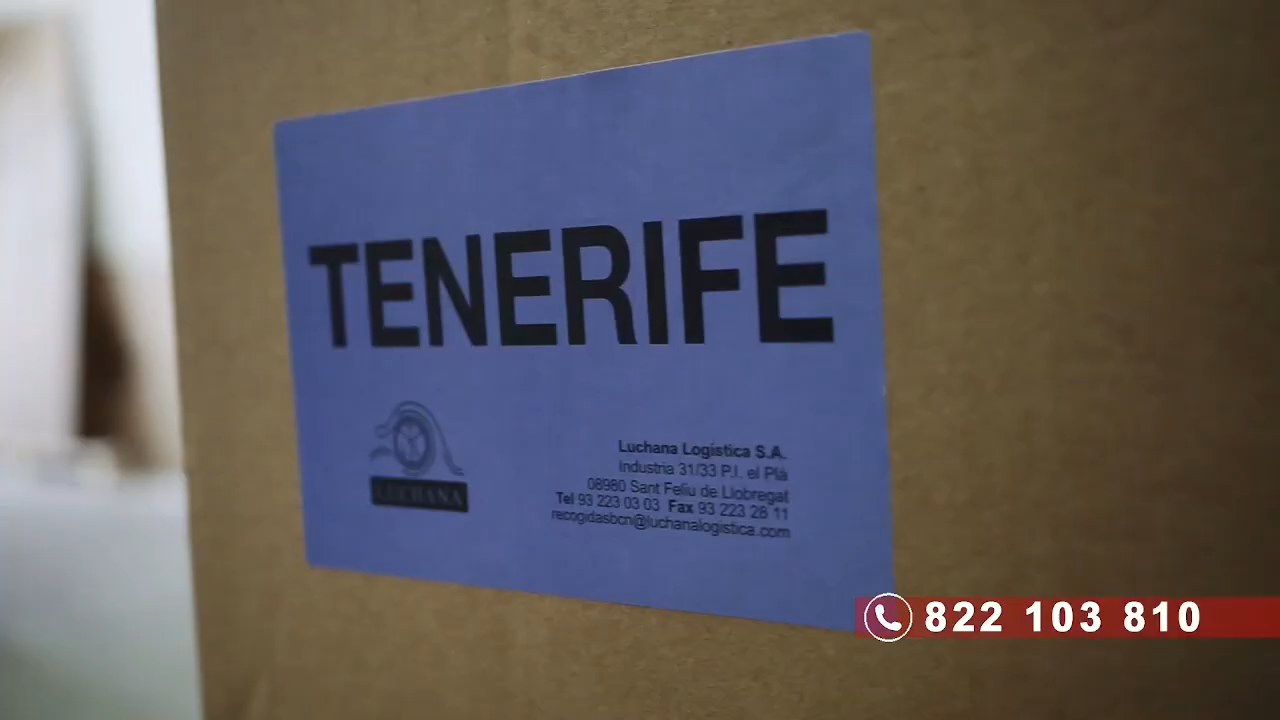 TENERIFE
LUCHANA
Luchana Logística S.A.
Industria 31/33 P.I. el Plà
08980 Sant Feliu de Llobregat
Tel 93 223 03 03 Fax 93 223 28 11
recogidasbcn@luchanalogistica.com
822 103 810